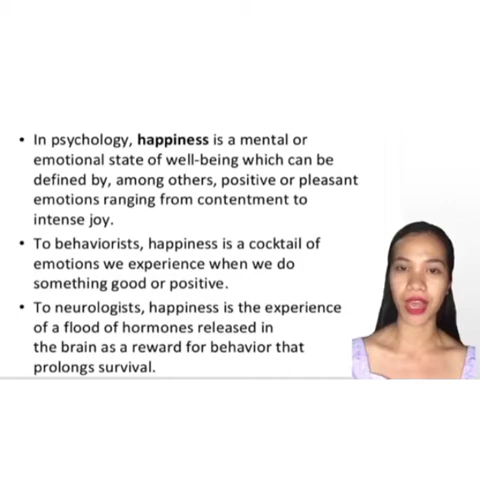 • In psychology, happiness is a mental or
emotional state of well-being which can be
defined by, among others, positive or pleasant
emotions ranging from contentment to
intense joy.
• To behaviorists, happiness is a cocktail of
emotions we experience when we do
something good or positive.
• To neurologists, happiness is the experience
of a flood of hormones released in
the brain as a reward for behavior that
prolongs survival.